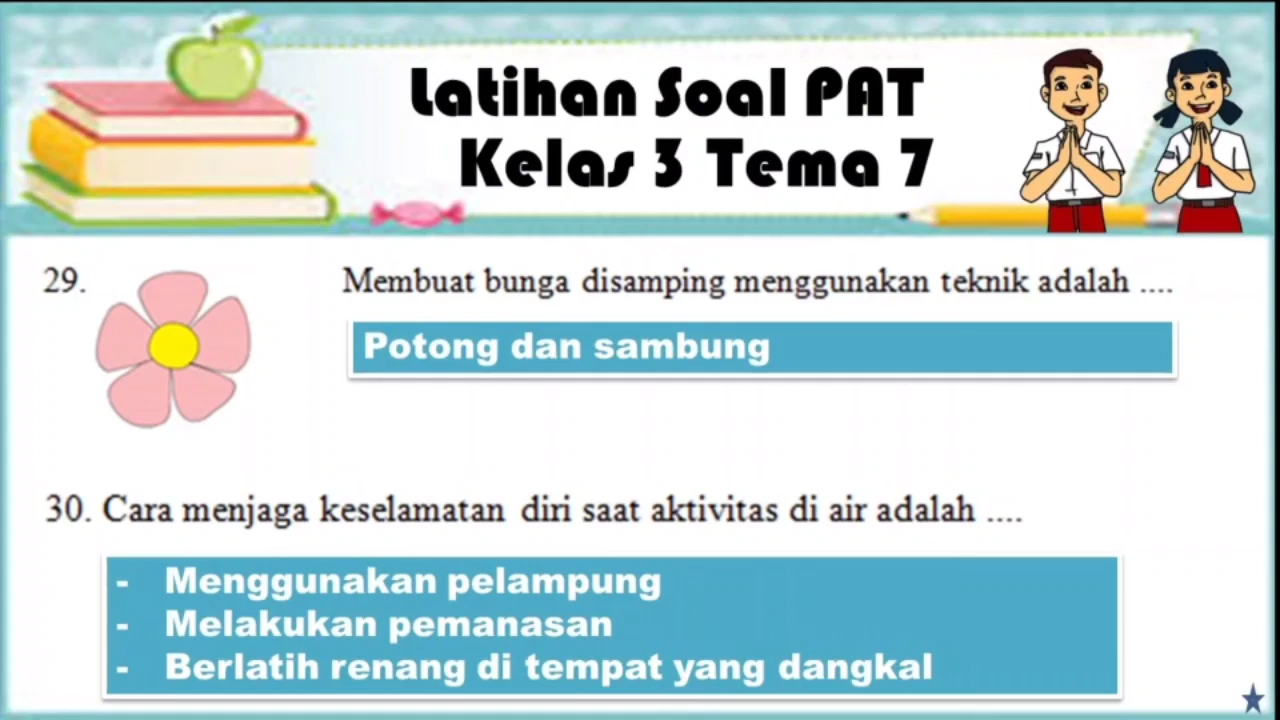 Latihan Soal PAT
Kelas 3 Tema 7
29. Membuat bunga disamping menggunakan teknik adalah ....
Potong dan sambung
30. Cara menjaga keselamatan diri saat aktivitas di air adalah ....
- Menggunakan pelampung
- Melakukan pemanasan
- Berlatih renang di tempat yang dangkal